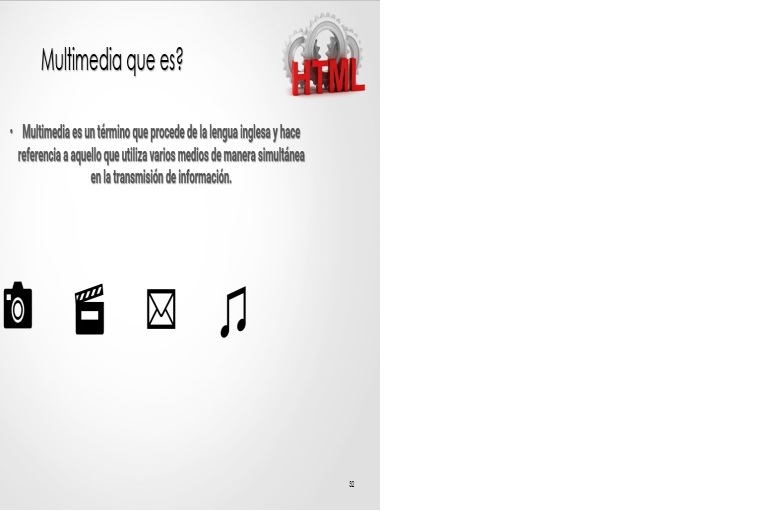 Multimedia que es?
HTML
• Multimedia es un término que procede de la lengua inglesa y hace
referencia a aquello que utiliza varios medios de manera simultánea
en la transmisión de información.